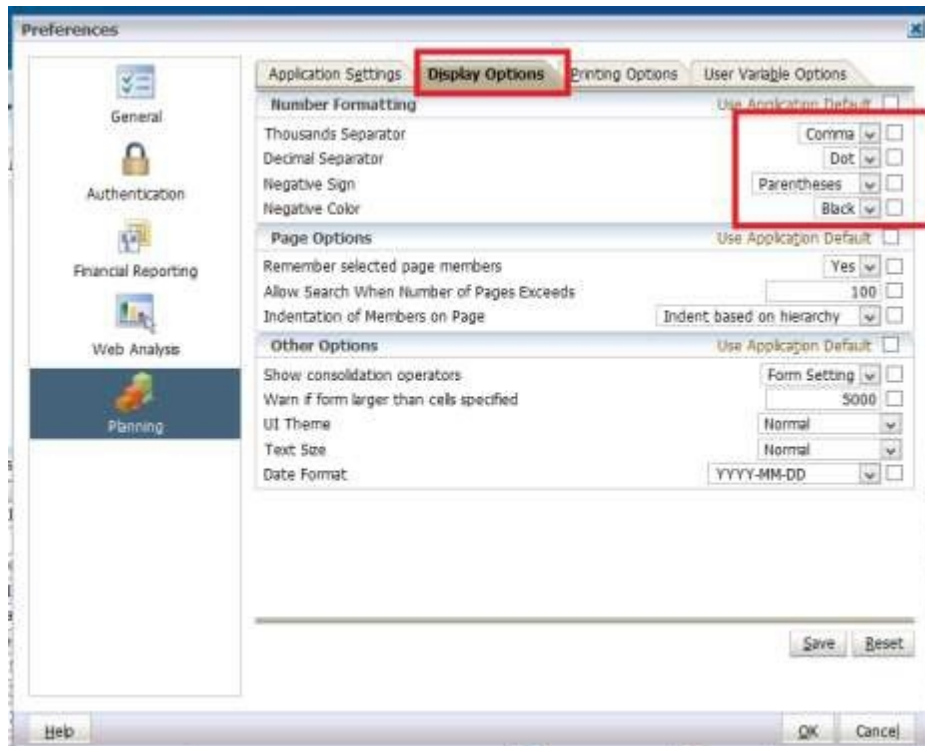 Preferences
General
Authentication
Financial Reporting
Web Analysis
Planning
Application Settings Display Options Printing Options User Variable Options
Number Formatting Use Application Default
Thousands Separator Comma
Decimal Separator Dot
Negative Sign Parentheses
Negative Color Black
Page Options Use Application Default
Remember selected page members Yes
Allow Search When Number of Pages Exceeds 100
Indentation of Members on Page Indent based on hierarchy
Other Options Use Application Default
Show consolidation operators Form Setting
Warn if form larger than cells specified 5000
UI Theme Normal
Text Size Normal
Date Format YYYY-MM-DD
Save Reset
Help OK Cancel